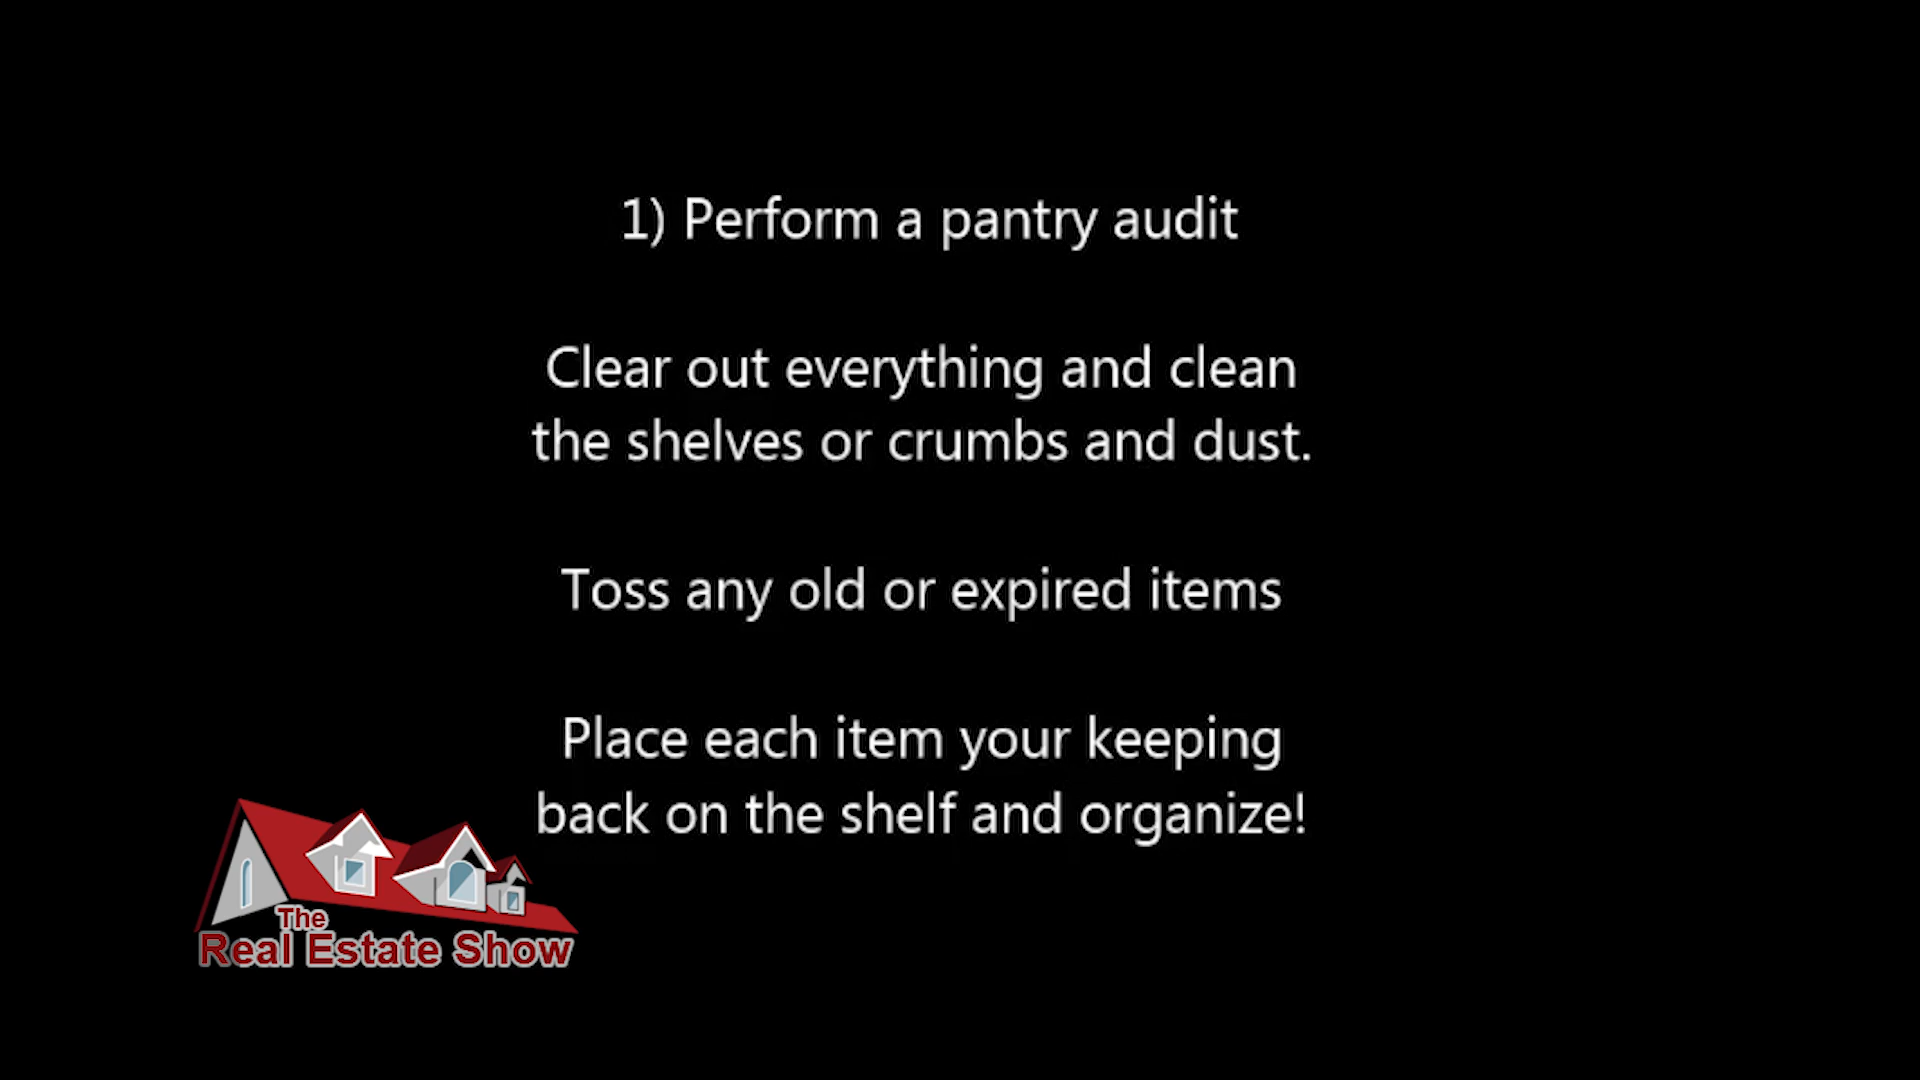 1) Perform a pantry audit
Clear out everything and clean
the shelves or crumbs and dust.
Toss any old or expired items
Place each item your keeping
back on the shelf and organize!
The
Real Estate Show